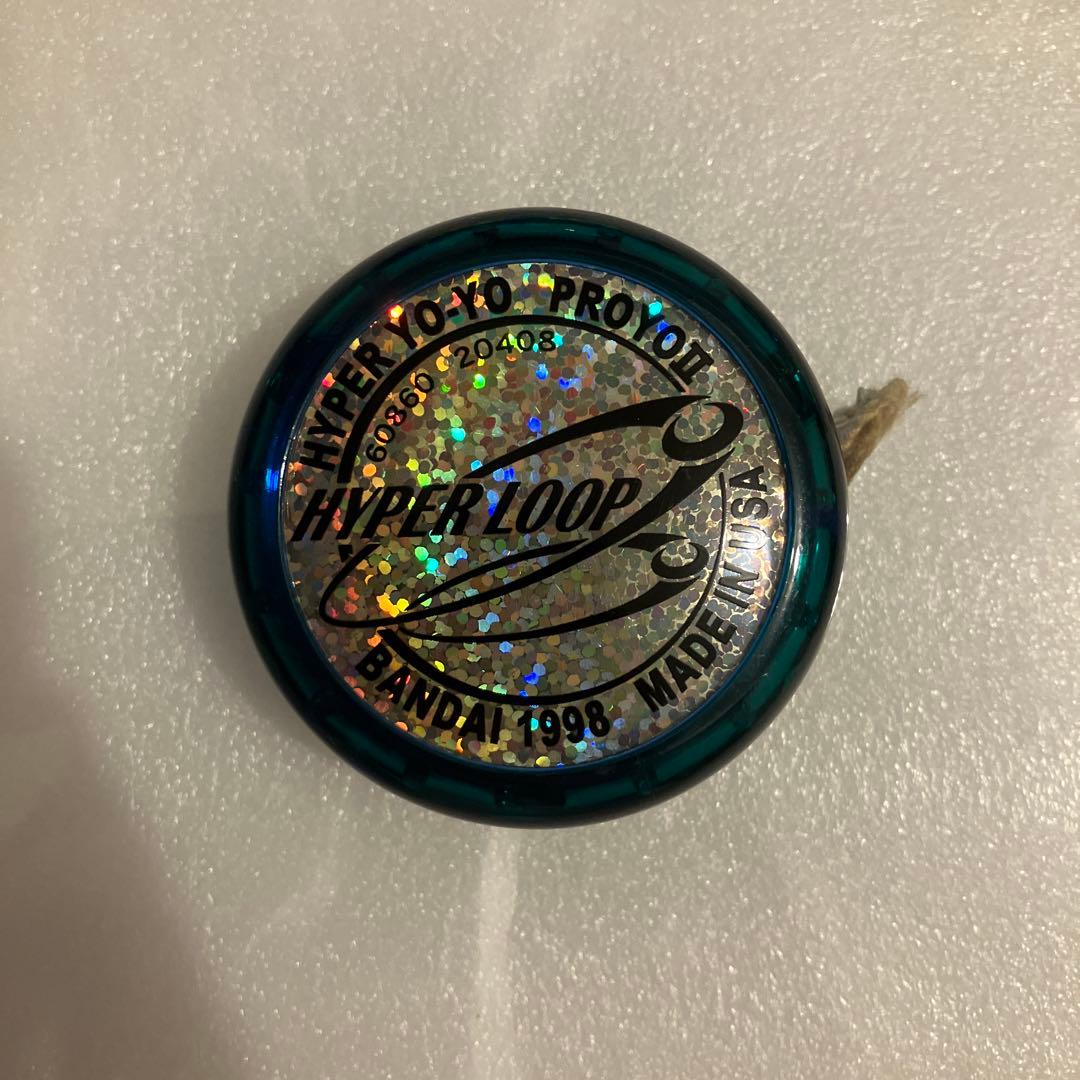 HYPER YO-YO PROYOII
60860 20408
HYPER LOOP
BANDAI 1998 MADE IN USA